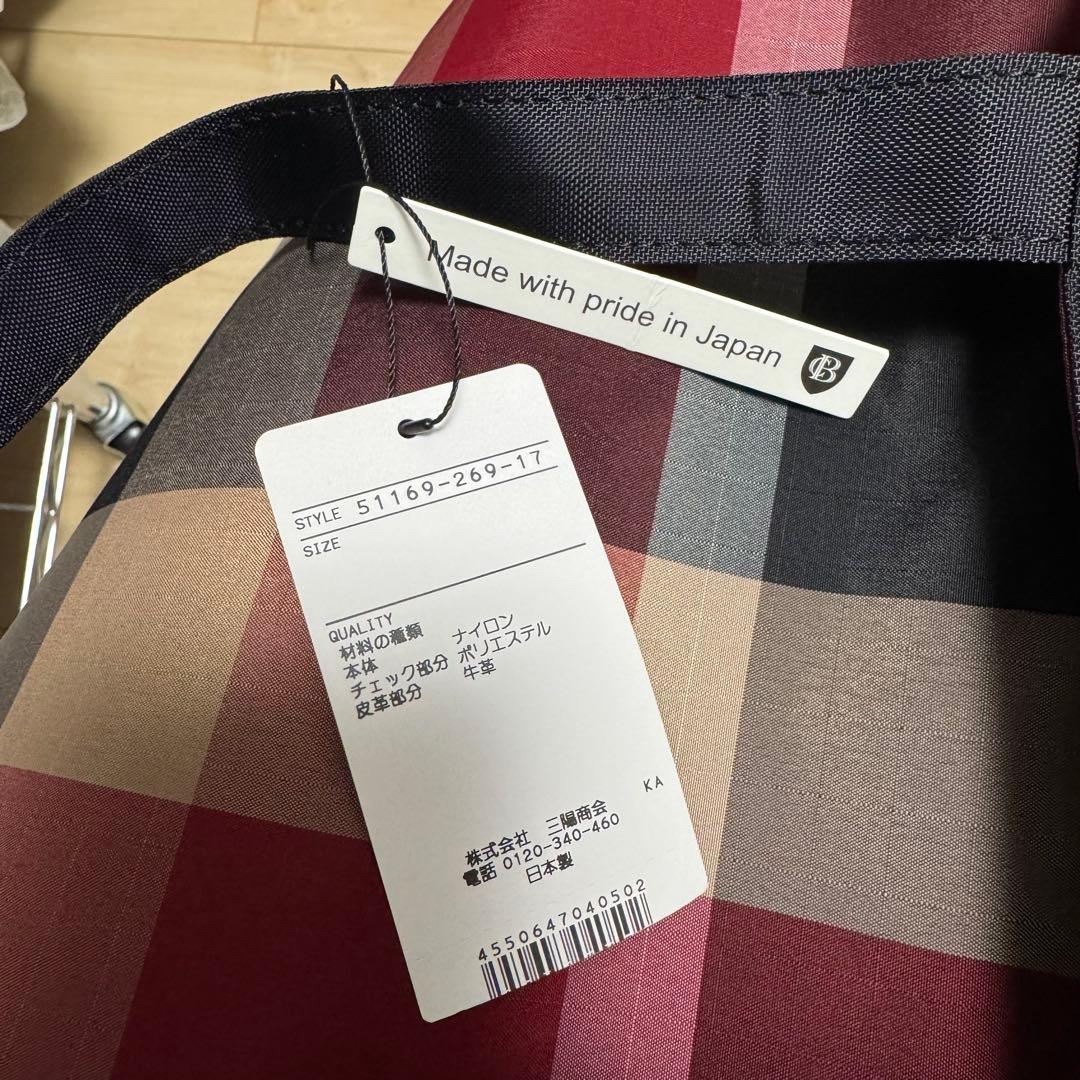 Made with pride in Japan
STYLE 51169-269-17
SIZE
QUALITY
材料の種類
本体 ナイロン
チェック部分 ポリエステル
皮革部分 牛革
KA
株式会社 三陽商会
電話 0120-340-460
日本製
4550647040502